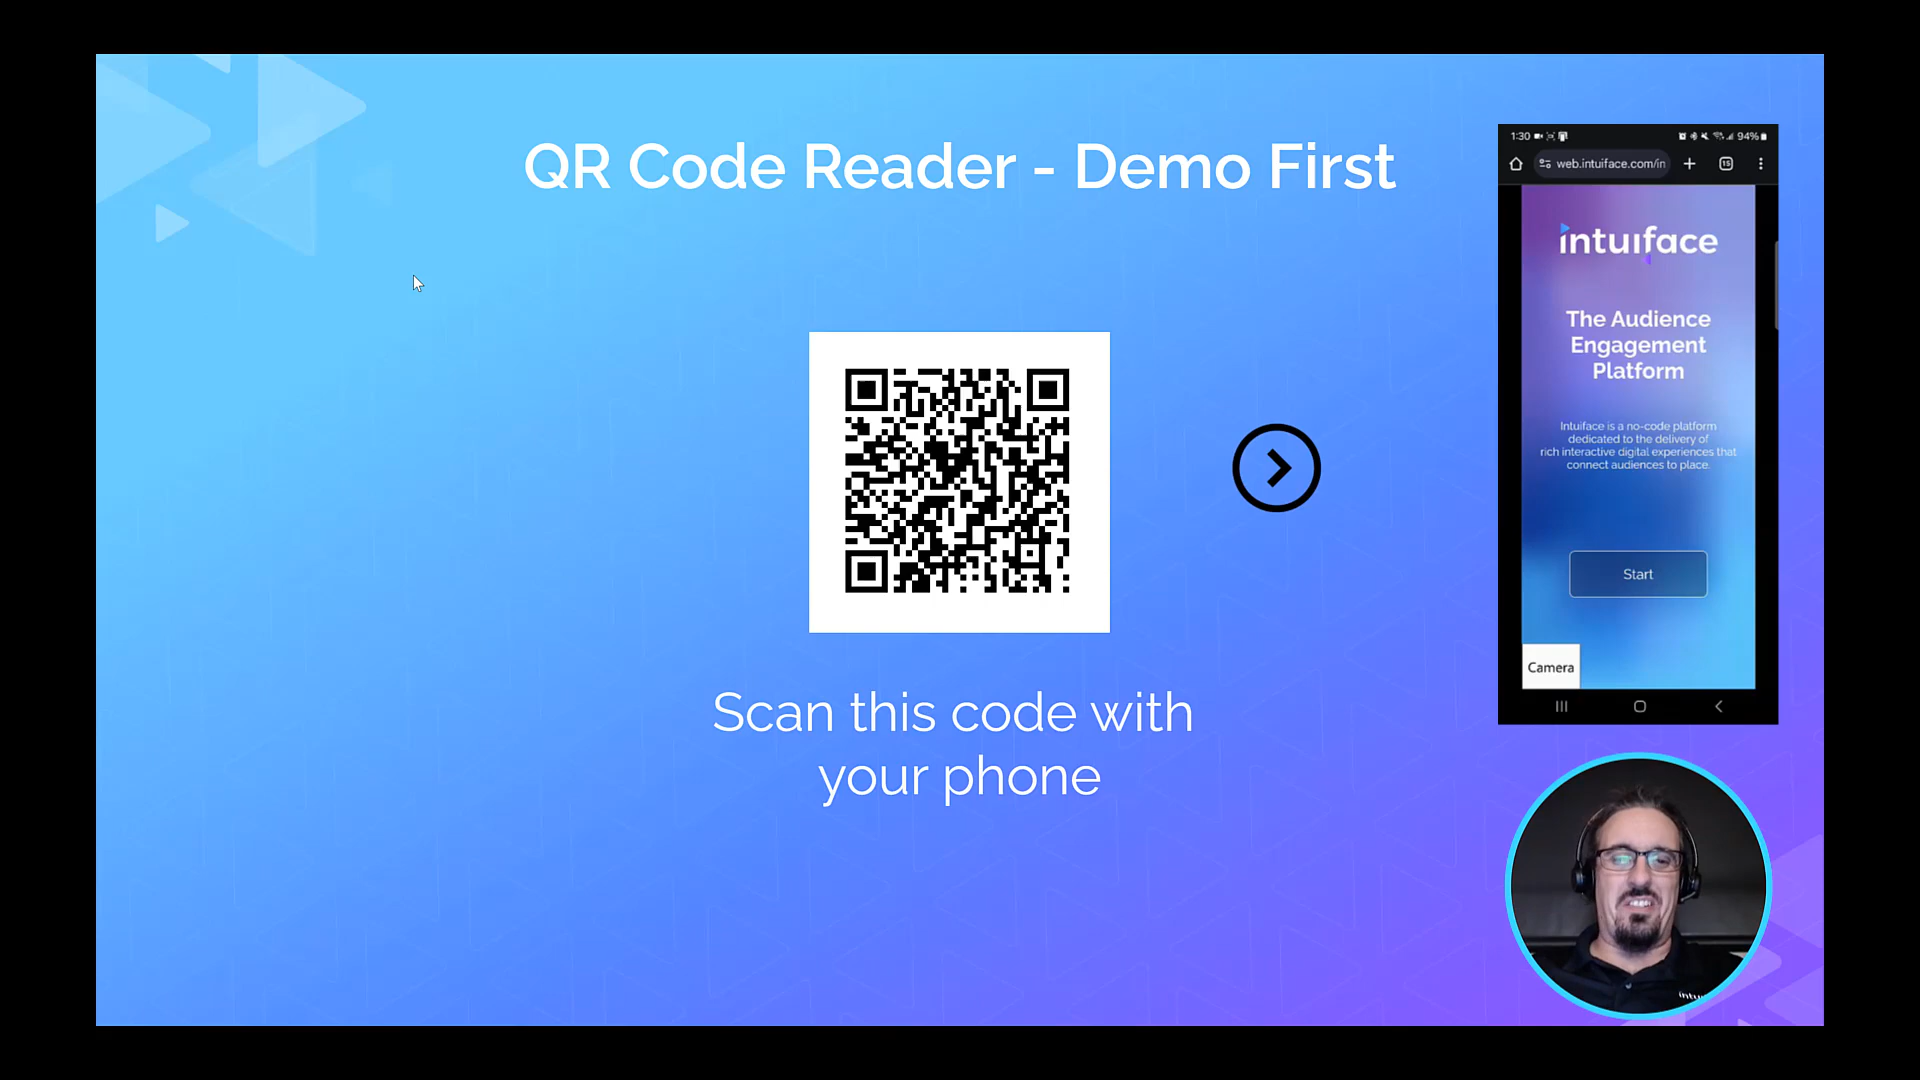 QR Code Reader - Demo First
1:30
94%
web.intuiface.com/in
15
intuiface
The Audience
Engagement
Platform
Intuiface is a no-code platform
dedicated to the delivery of
rich interactive digital experiences that
connect audiences to place.
Start
Camera
Scan this code with
your phone